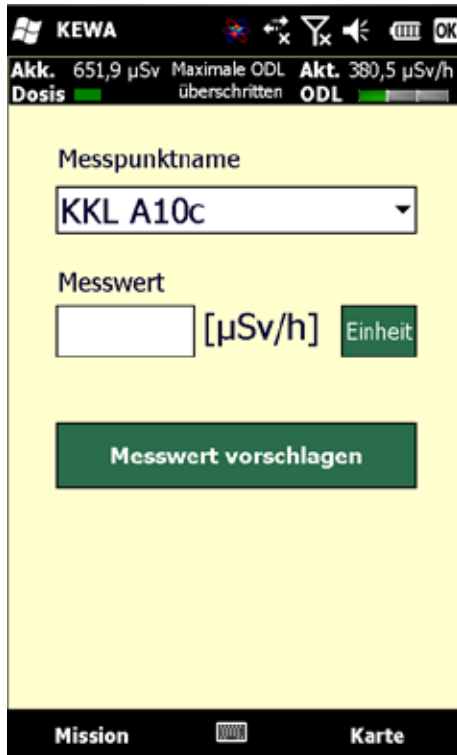 KEWA
OK
Akk. 651,9 µSv Maximale ODL Akt. 380,5 µSv/h
Dosis überschritten ODL
Messpunktname
KKL A10c
Messwert
[µSv/h] Einheit
Messwert vorschlagen
Mission Karte